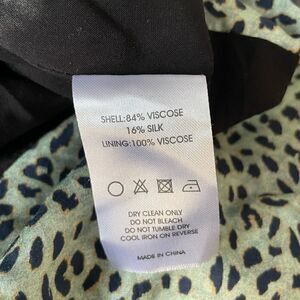 SHELL:84% VISCOSE
16% SILK
LINING:100% VISCOSE
DRY CLEAN ONLY
DO NOT BLEACH
DO NOT TUMBLE DRY
COOL IRON ON REVERSE
MADE IN CHINA